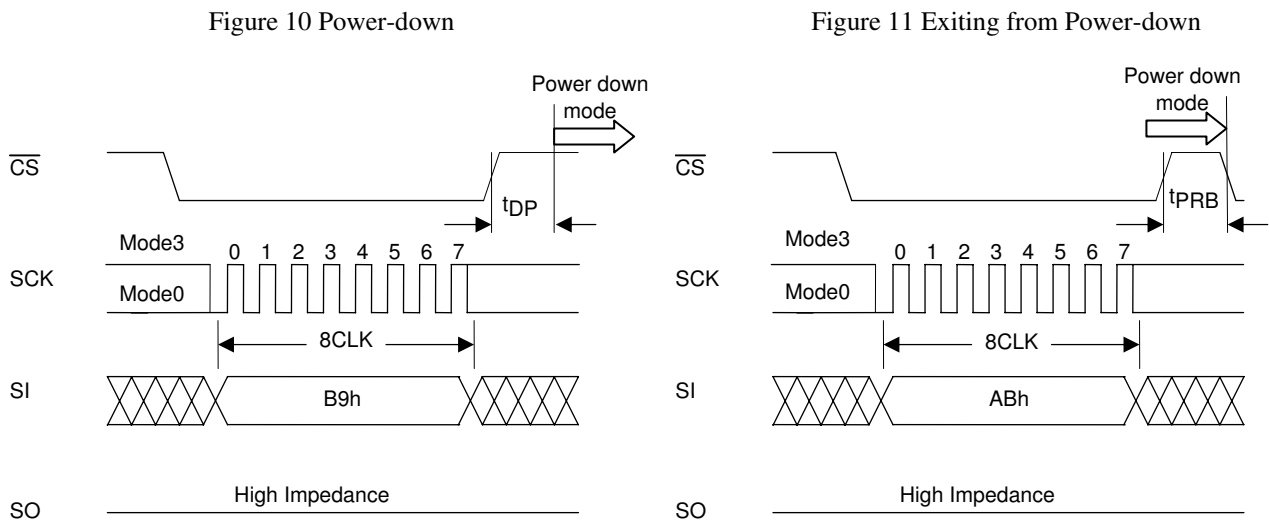 Figure 10 Power-down
Power down
mode
CS
tDP
Mode3
0 1 2 3 4 5 6 7
SCK
Mode0
8CLK
SI
B9h
High Impedance
SO
Figure 11 Exiting from Power-down
Power down
mode
CS
tPRB
Mode3
0 1 2 3 4 5 6 7
SCK
Mode0
8CLK
SI
ABh
High Impedance
SO